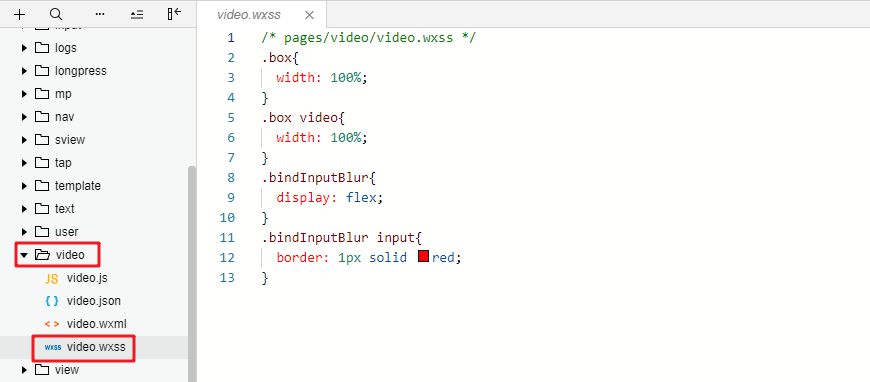 video.wxss
input
logs
longpress
mp
nav
sview
tap
template
text
user
video
JS video.js
{ } video.json
< > video.wxml
wxss video.wxss
view
1 /* pages/video/video.wxss */
2 .box{
3 width: 100%;
4 }
5 .box video{
6 width: 100%;
7 }
8 .bindInputBlur{
9 display: flex;
10 }
11 .bindInputBlur input{
12 border: 1px solid red;
13 }